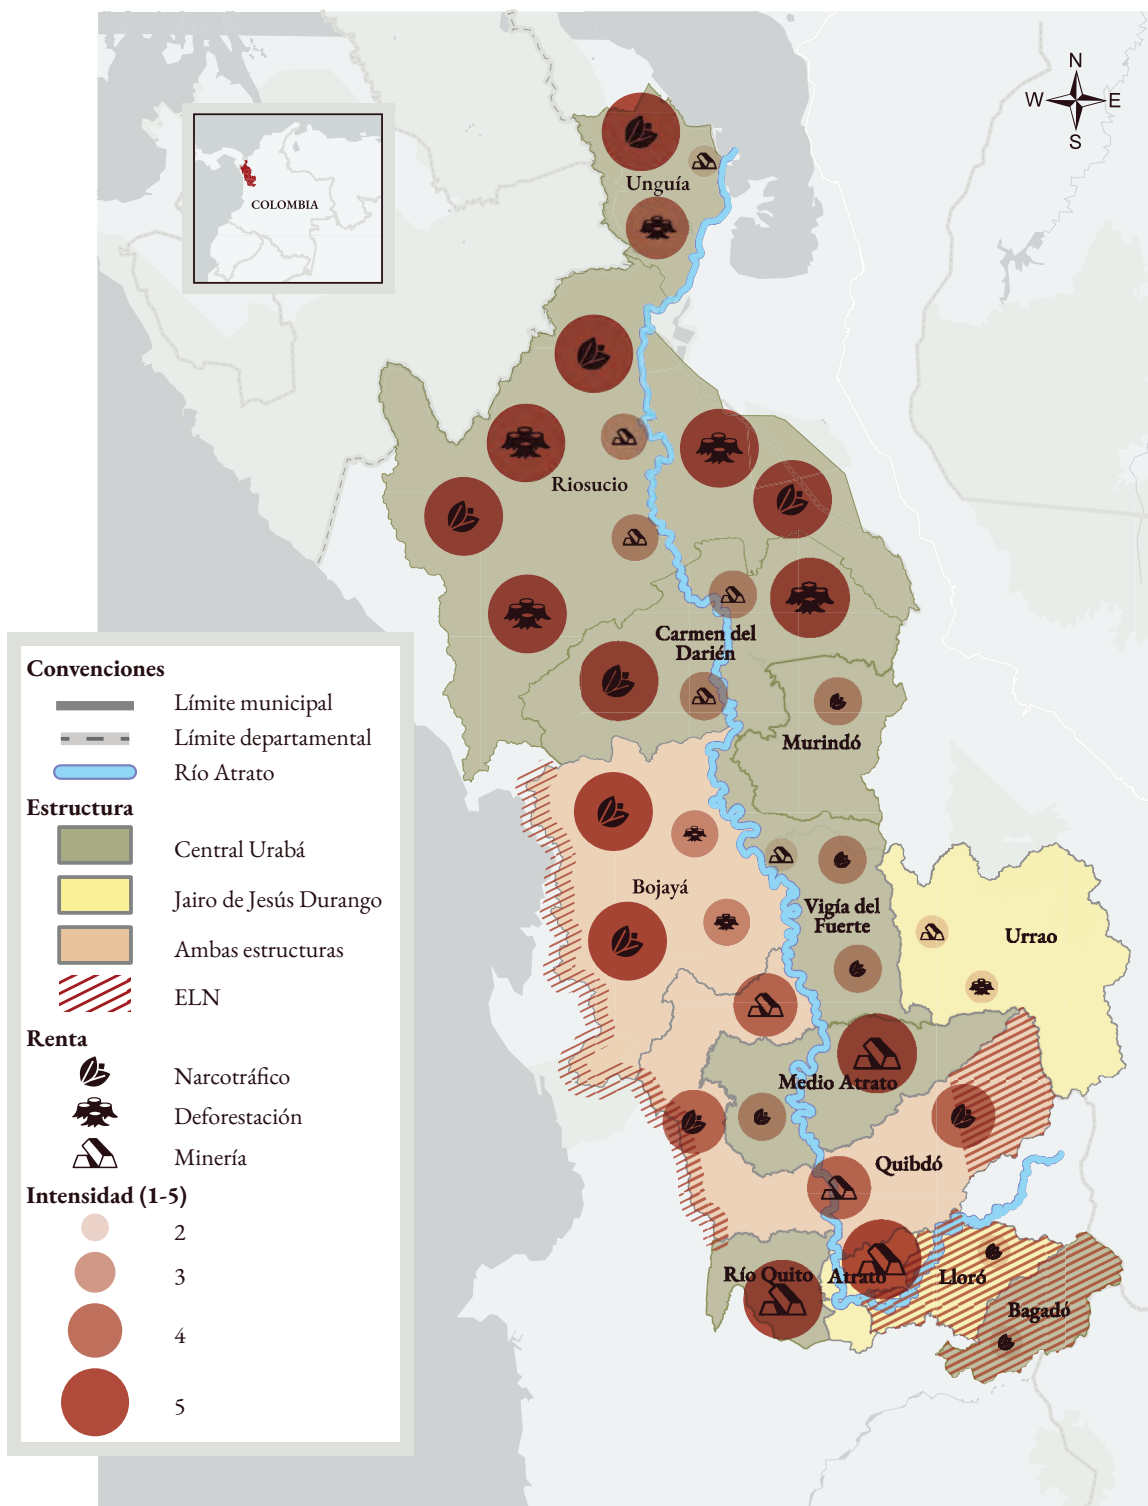 N
W
E
S
COLOMBIA
Unguía
Riosucio
Carmen del
Darién
Murindó
Bojayá
Vigía del
Fuerte
Urrao
Medio Atrato
Quibdó
Río Quito
Atrato
Lloró
Bagadó
Convenciones
Límite municipal
Límite departamental
Río Atrato
Estructura
Central Urabá
Jairo de Jesús Durango
Ambas estructuras
ELN
Renta
Narcotráfico
Deforestación
Minería
Intensidad (1-5)
2
3
4
5